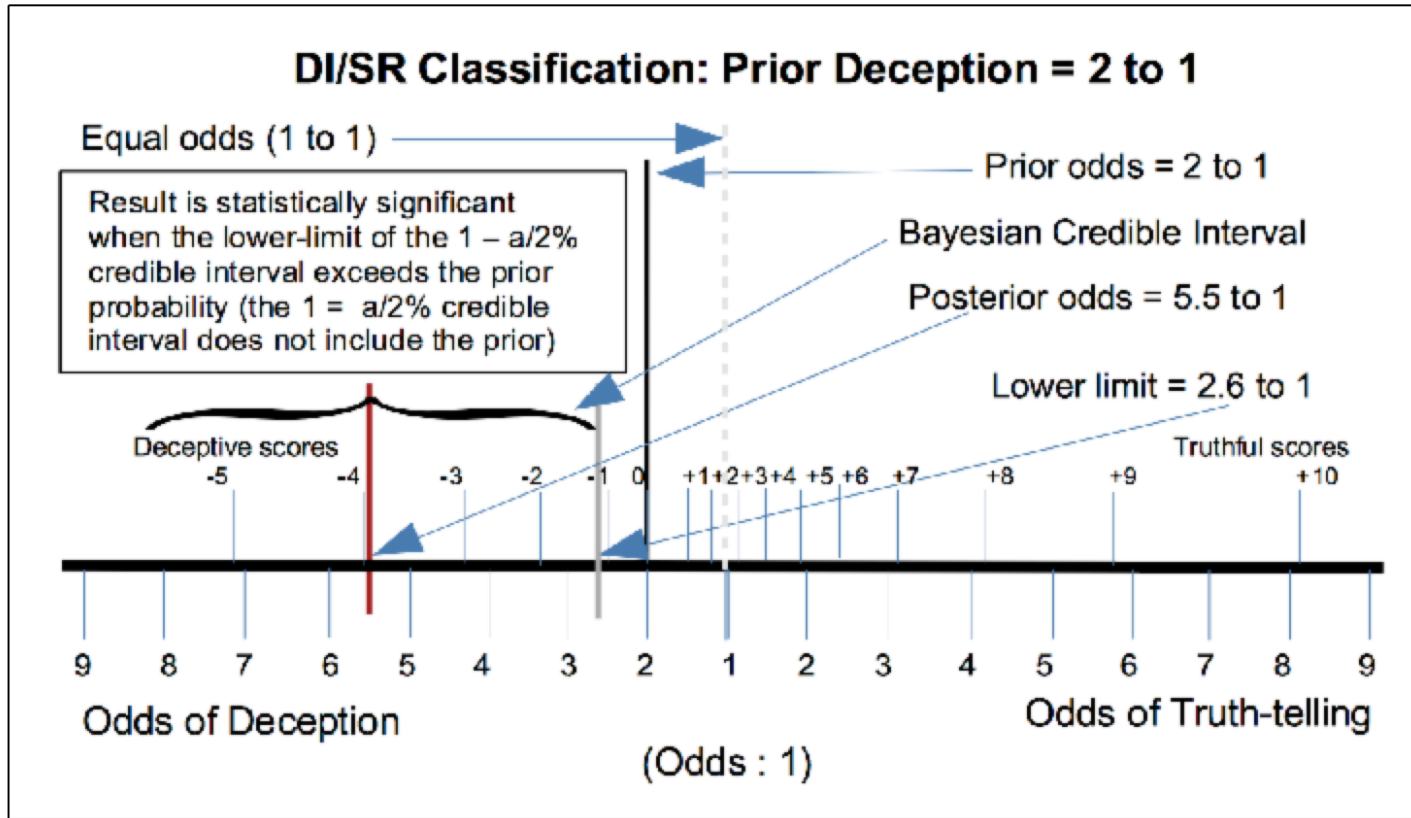 DI/SR Classification: Prior Deception = 2 to 1
Equal odds (1 to 1)
Prior odds = 2 to 1
Result is statistically significant
when the lower-limit of the 1 – a/2%
credible interval exceeds the prior
probability (the 1 = a/2% credible
interval does not include the prior)
Bayesian Credible Interval
Posterior odds = 5.5 to 1
Lower limit = 2.6 to 1
Deceptive scores
Truthful scores
-5 -4 -3 -2 -1 0 +1 +2 +3 +4 +5 +6 +7 +8 +9 +10
9 8 7 6 5 4 3 2 1 2 3 4 5 6 7 8 9
Odds of Deception
Odds of Truth-telling
(Odds : 1)